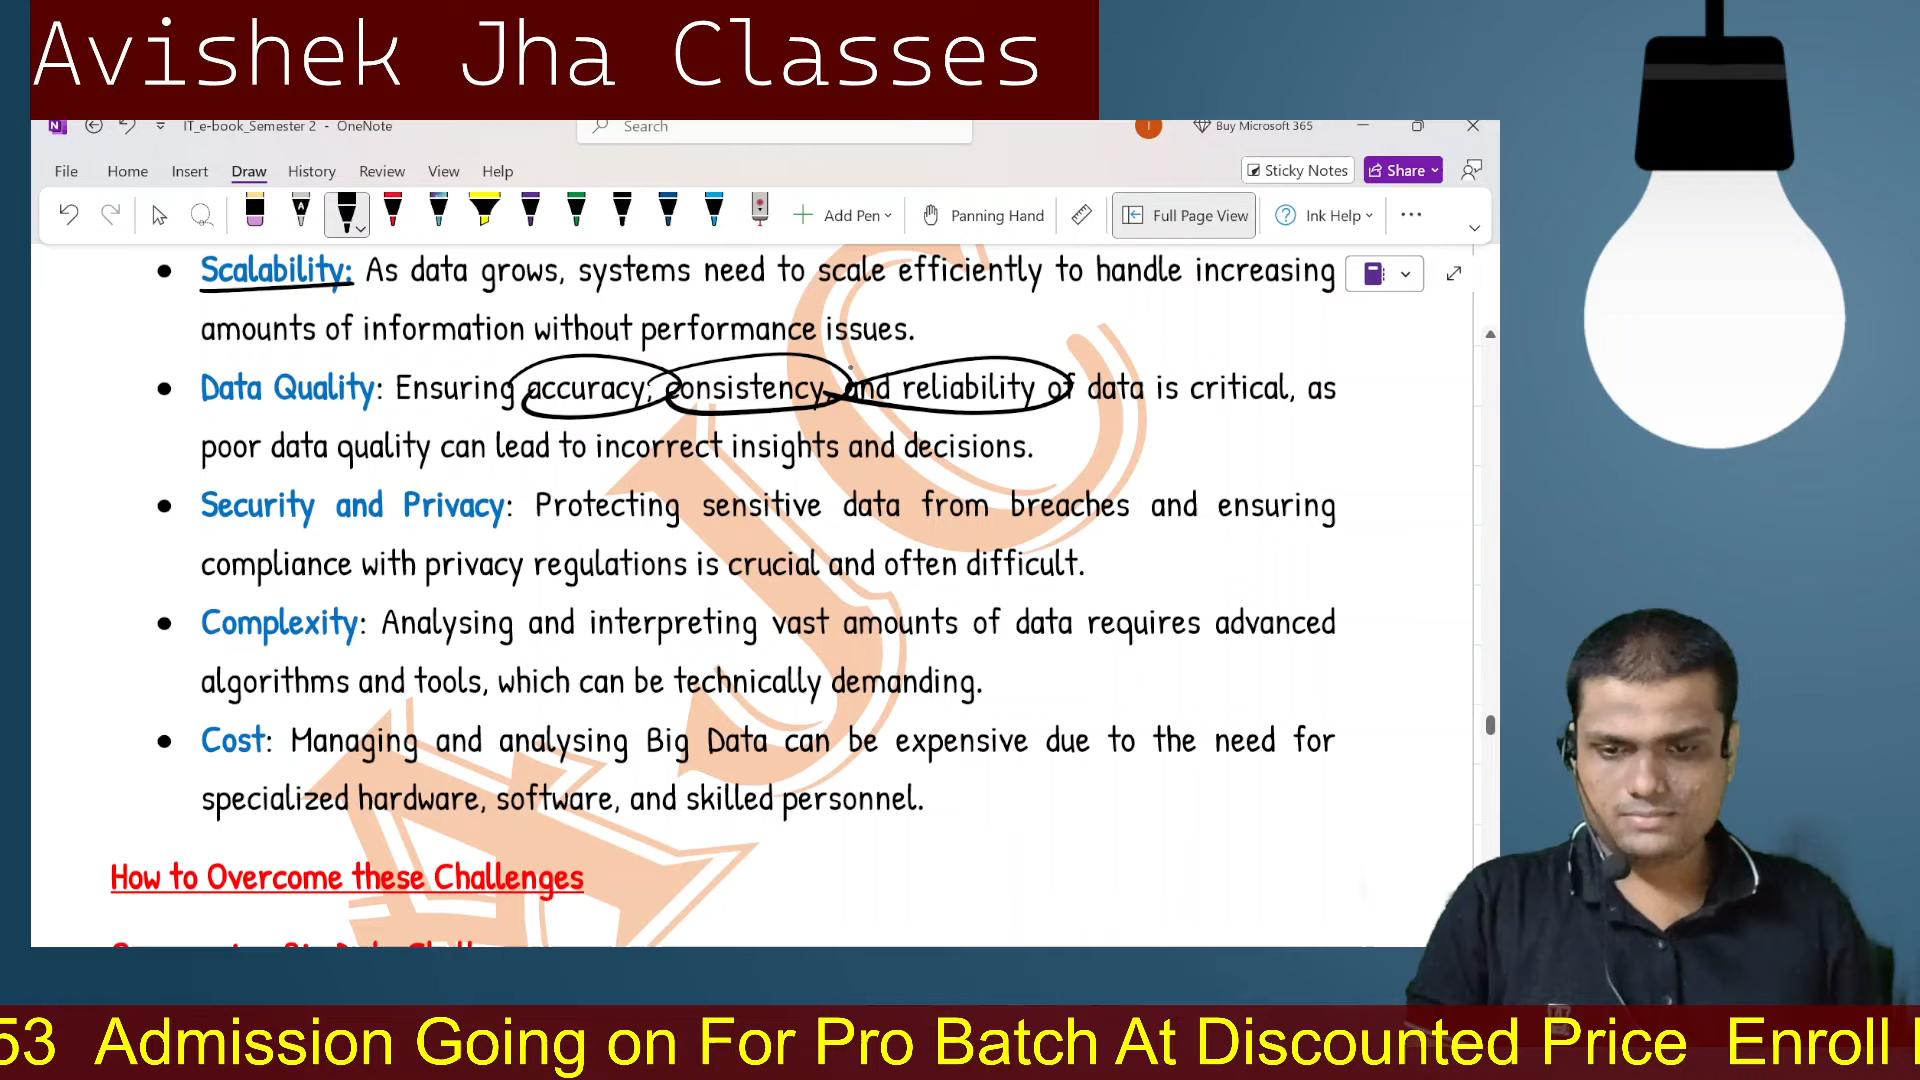 Avishek Jha Classes
IT_e-book_Semester 2 - OneNote
Search
Buy Microsoft 365
File Home Insert Draw History Review View Help
Sticky Notes
Share
Add Pen
Panning Hand
Full Page View
Ink Help
Scalability: As data grows, systems need to scale efficiently to handle increasing
amounts of information without performance issues.
Data Quality: Ensuring accuracy, consistency, and reliability of data is critical, as
poor data quality can lead to incorrect insights and decisions.
Security and Privacy: Protecting sensitive data from breaches and ensuring
compliance with privacy regulations is crucial and often difficult.
Complexity: Analysing and interpreting vast amounts of data requires advanced
algorithms and tools, which can be technically demanding.
Cost: Managing and analysing Big Data can be expensive due to the need for
specialized hardware, software, and skilled personnel.
How to Overcome these Challenges
AJC
53 Admission Going on For Pro Batch At Discounted Price Enroll